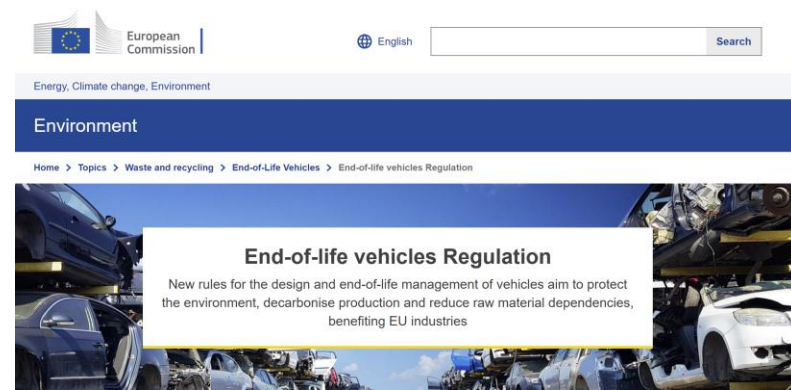 European
Commission
English
Search
Energy, Climate change, Environment
Environment
Home > Topics > Waste and recycling > End-of-Life Vehicles > End-of-life vehicles Regulation
End-of-life vehicles Regulation
New rules for the design and end-of-life management of vehicles aim to protect
the environment, decarbonise production and reduce raw material dependencies,
benefiting EU industries